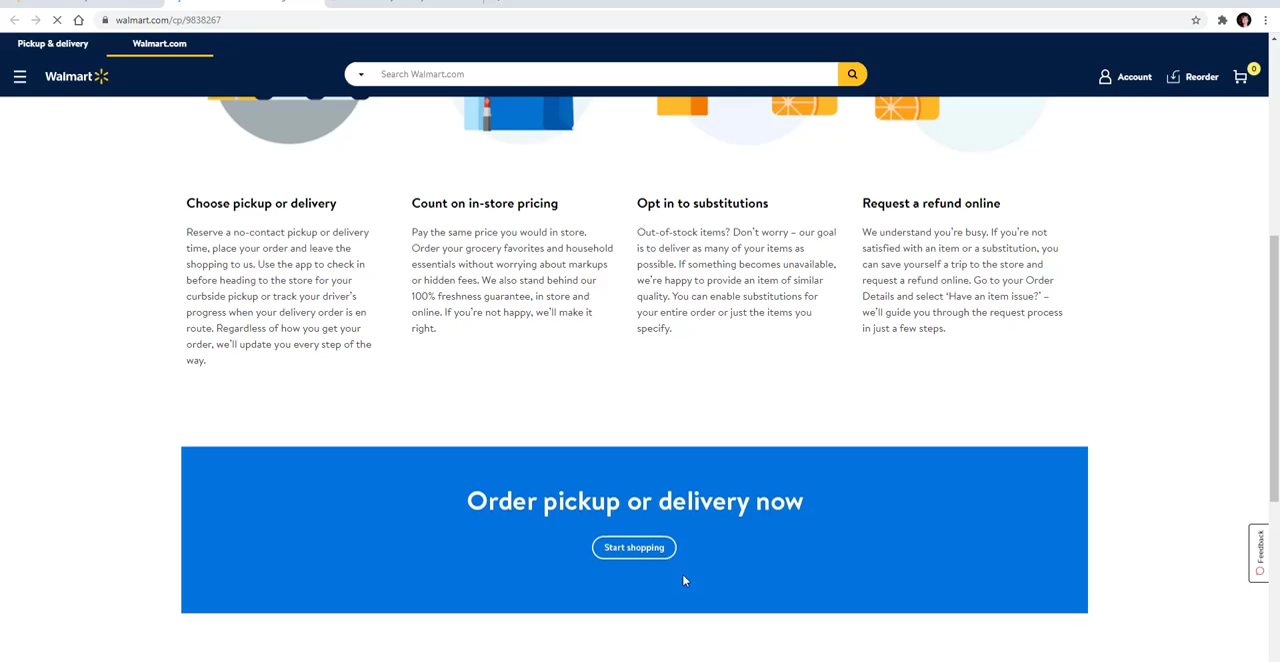 walmart.com/cp/9838267
Pickup & delivery
Walmart.com
Walmart
Search Walmart.com
Account
Reorder
0
Choose pickup or delivery
Reserve a no-contact pickup or delivery
time, place your order and leave the
shopping to us. Use the app to check in
before heading to the store for your
curbside pickup or track your driver's
progress when your delivery order is en
route. Regardless of how you get your
order, we'll update you every step of the
way.
Count on in-store pricing
Pay the same price you would in store.
Order your grocery favorites and household
essentials without worrying about markups
or hidden fees. We also stand behind our
100% freshness guarantee, in store and
online. If you're not happy, we'll make it
right.
Opt in to substitutions
Out-of-stock items? Don't worry – our goal
is to deliver as many of your items as
possible. If something becomes unavailable,
we're happy to provide an item of similar
quality. You can enable substitutions for
your entire order or just the items you
specify.
Request a refund online
We understand you're busy. If you're not
satisfied with an item or a substitution, you
can save yourself a trip to the store and
request a refund online. Go to your Order
Details and select 'Have an item issue?' –
we'll guide you through the request process
in just a few steps.
Order pickup or delivery now
Start shopping
Feedback